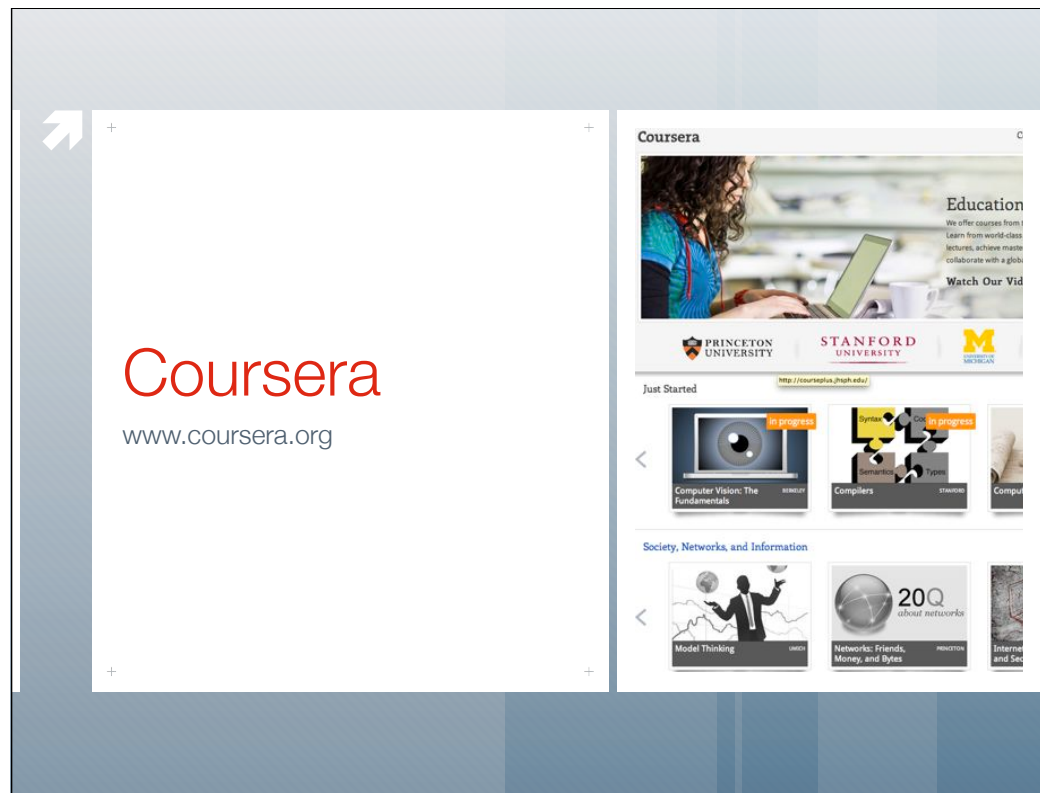 Coursera
www.coursera.org
Coursera
Education
We offer courses from
Learn from world-class
lectures, achieve
collaborate with a
Watch Our
PRINCETON
UNIVERSITY
STANFORD
UNIVERSITY
UNIVERSITY OF
MICHIGAN
http://courseplus.jhsph.edu/
Just Started
in progress
Computer Vision: The
Fundamentals
BERKELEY
Syntax
Semantics
Types
in progress
Compilers
STANFORD
Society, Networks, and Information
Model Thinking
UMICH
20Q
about networks
Networks: Friends,
Money, and Bytes
PRINCETON